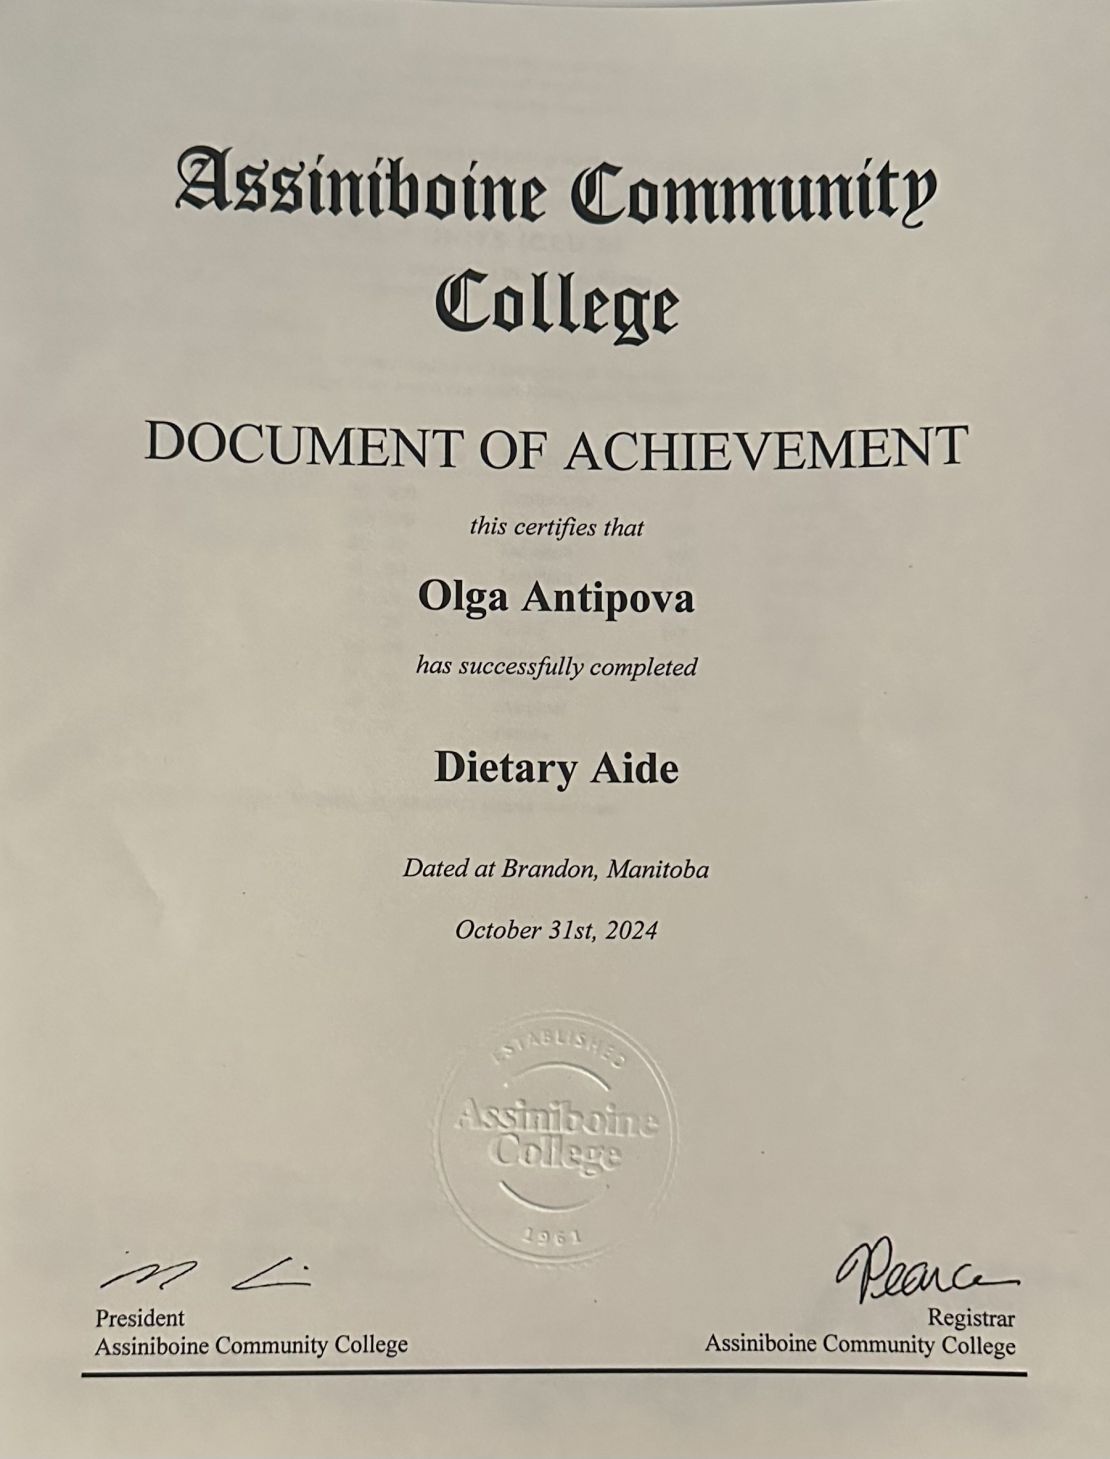 Assiniboine Community
College
DOCUMENT OF ACHIEVEMENT
this certifies that
Olga Antipova
has successfully completed
Dietary Aide
Dated at Brandon, Manitoba
October 31st, 2024
ESTABLISHED
Assiniboine
College
1961
Pearce
President
Assiniboine Community College
Registrar
Assiniboine Community College